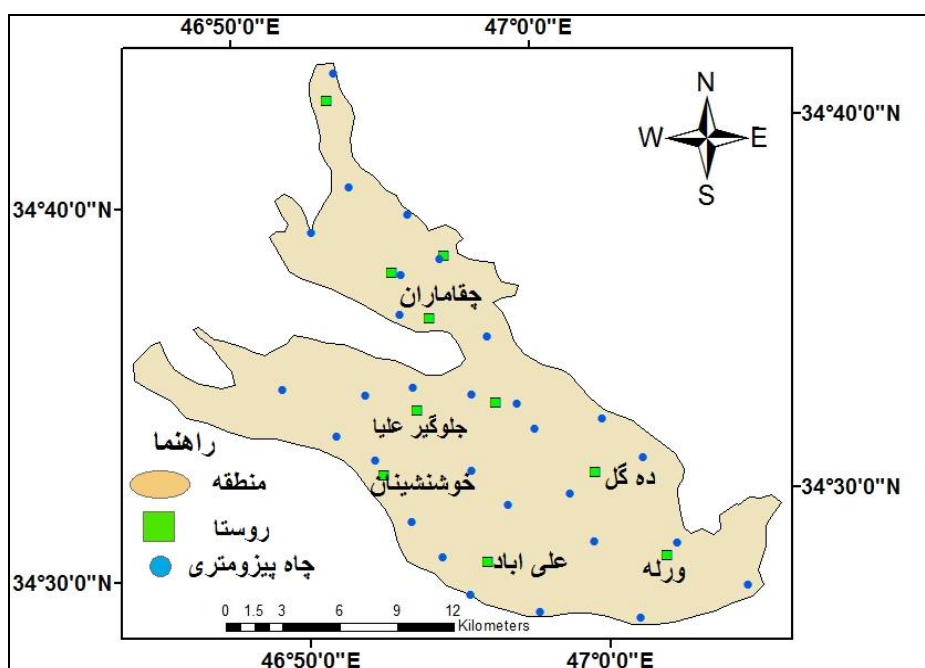 46°50'0"E 47°0'0"E
N
W E
S
34°40'0"N
34°40'0"N
چقاماران
جلوگیر علیا
راهنما
خوشنشینان
ده گل
منطقه
34°30'0"N
روستا
علی اباد
ورله
چاه پیزومتری
34°30'0"N
0 1.5 3 6 9 12
Kilometers
46°50'0"E 47°0'0"E